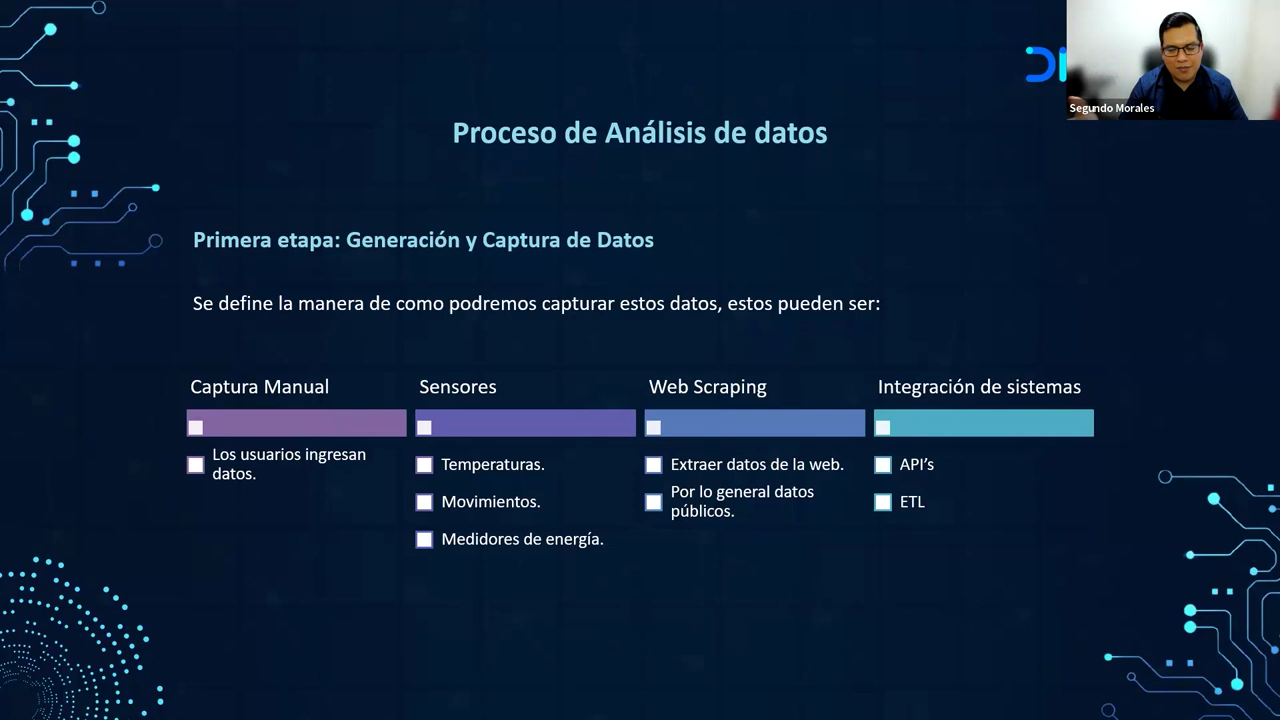 Segundo Morales
Proceso de Análisis de datos
Primera etapa: Generación y Captura de Datos
Se define la manera de como podremos capturar estos datos, estos pueden ser:
Captura Manual
Los usuarios ingresan
datos.
Sensores
Temperaturas.
Movimientos.
Medidores de energía.
Web Scraping
Extraer datos de la web.
Por lo general datos
públicos.
Integración de sistemas
API's
ETL